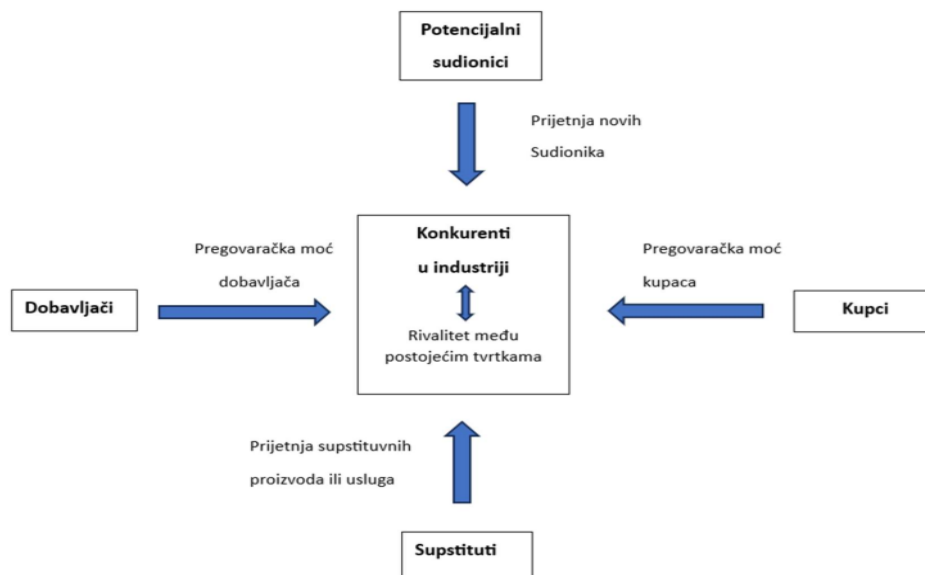 Potencijalni
sudionici
Prijetnja novih
Sudionika
Konkurenti
u industriji
Rivalitet među
postojećim tvrtkama
Pregovaračka moć
dobavljača
Dobavljači
Pregovaračka moć
kupaca
Kupci
Prijetnja supstituvnih
proizvoda ili usluga
Supstituti